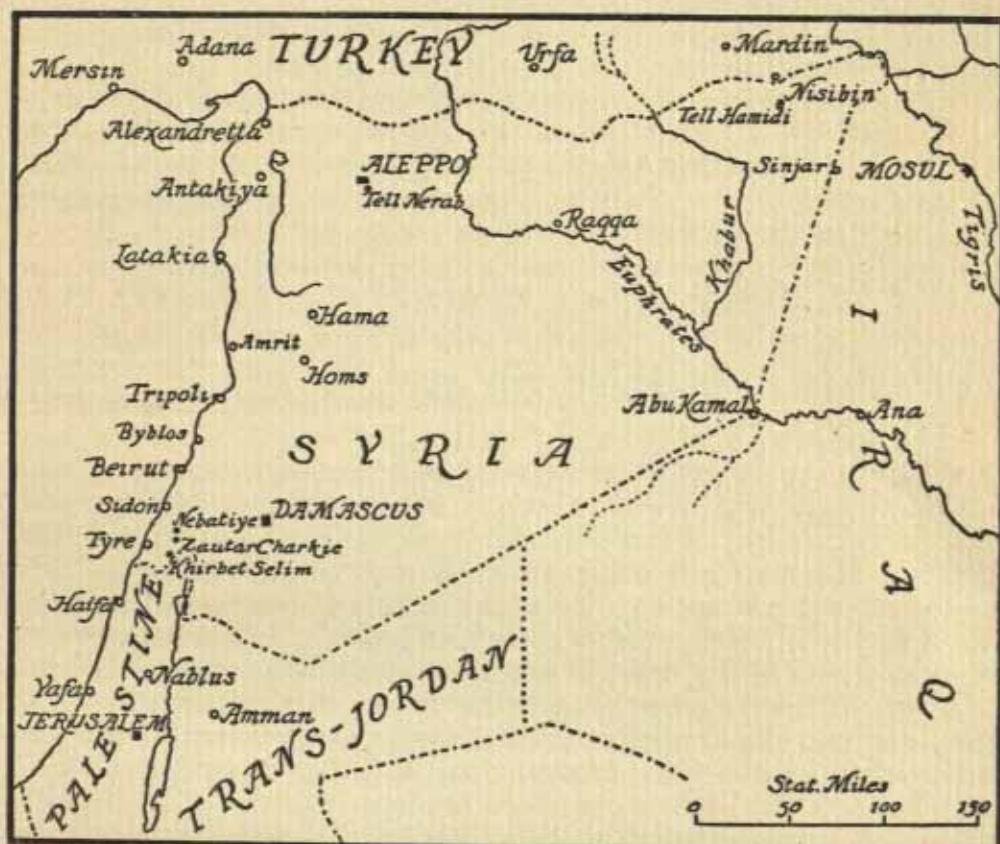 Adana
TURKEY
Urfa
Mardin
Mersin
Nisibin
Alexandretta
Tell Hamidi
ALEPPO
Sinjar
MOSUL
Antakiya
Tell Nerab
Raqqa
Khabur
Tigris
Latakia
Euphrates
Hama
I
Amrit
Homs
Tripoli
Abu Kamal
Ana
Byblos
SYRIA
R
Beirut
Sidon
Nebatiye
DAMASCUS
Tyre
Zautar Charkie
Khirbet Selim
A
Haifa
PALESTINE
Nablus
TRANS-JORDAN
Yafa
Q
JERUSALEM
Amman
Stat. Miles
0 50 100 150